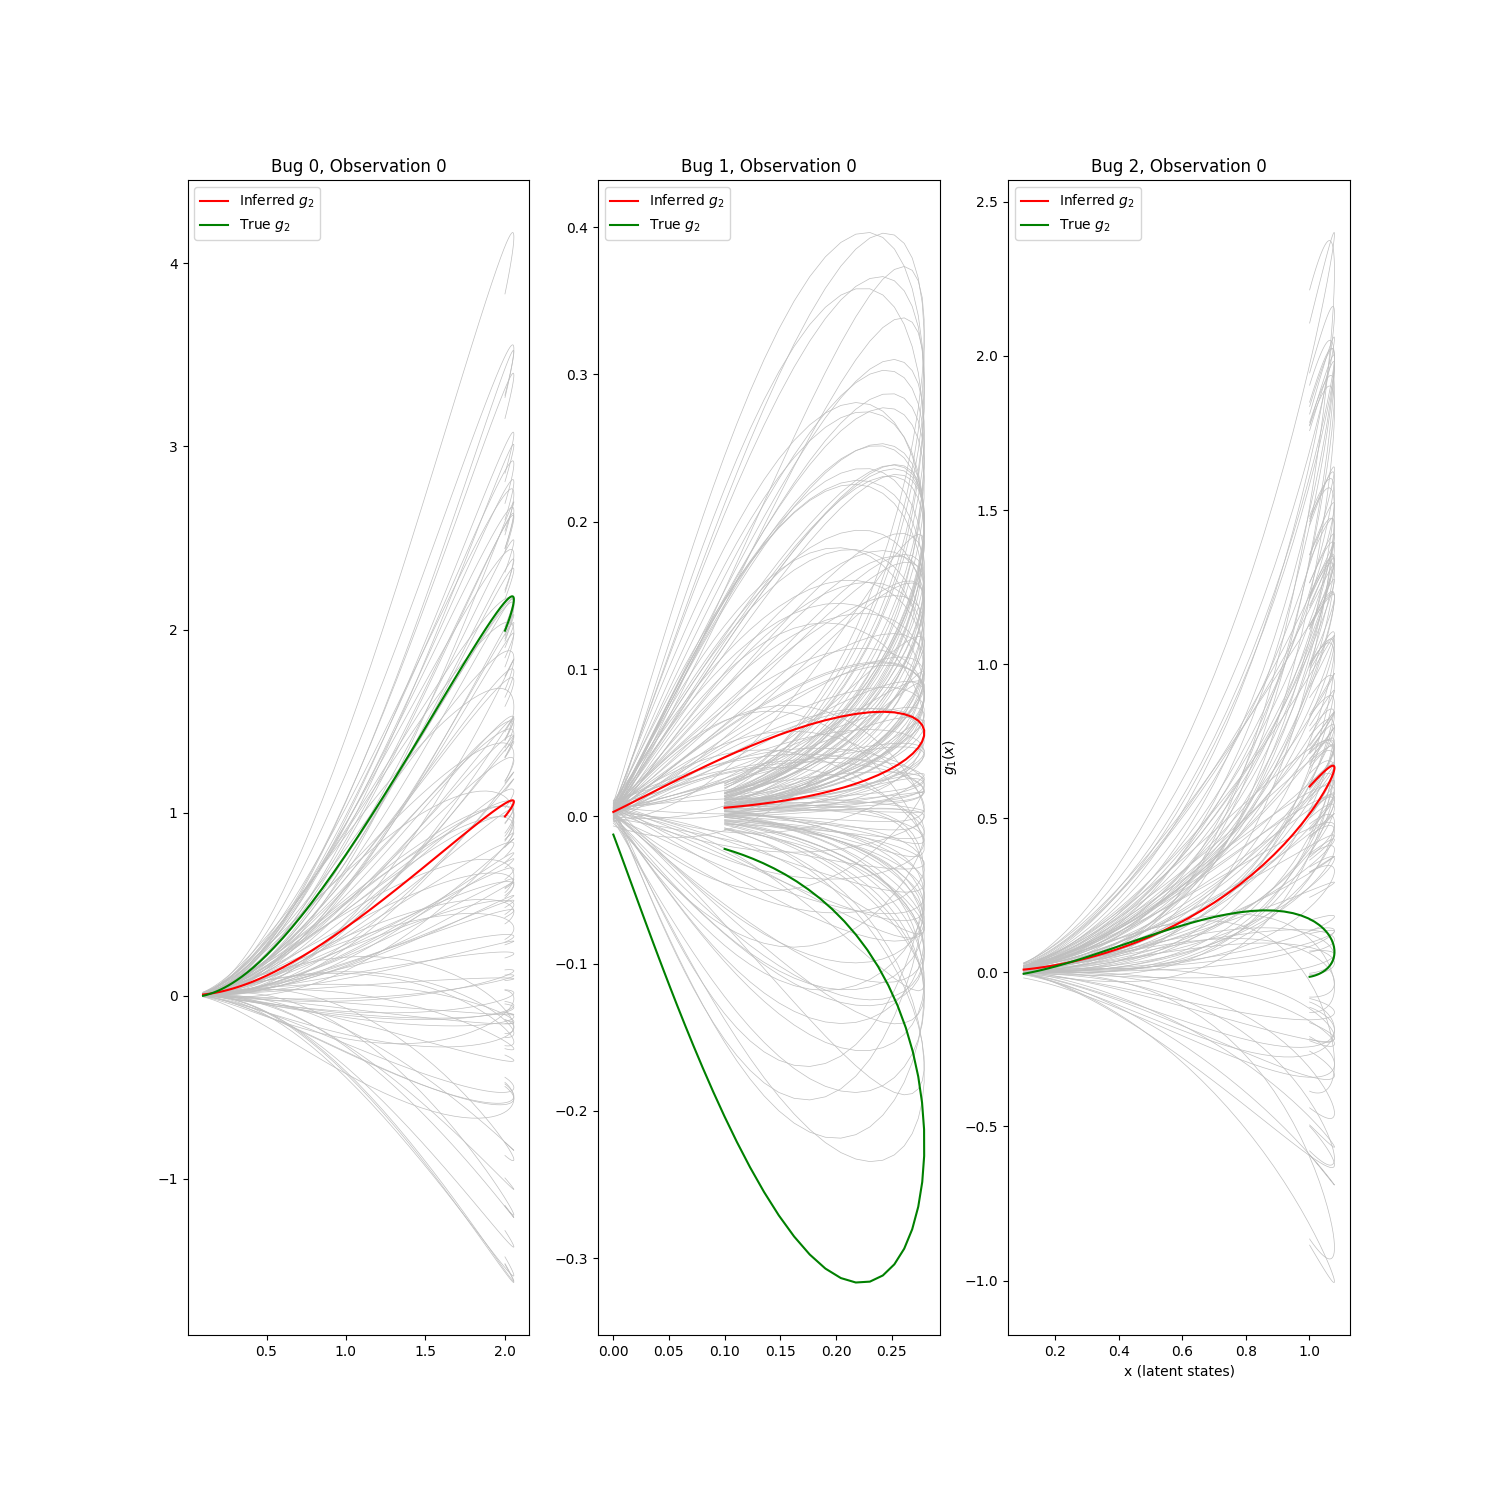 Bug 0, Observation 0
Inferred g₂
True g₂
4
3
2
1
0
−1
0.5 1.0 1.5 2.0
Bug 1, Observation 0
Inferred g₂
True g₂
0.4
0.3
0.2
0.1
0.0
−0.1
−0.2
−0.3
0.00 0.05 0.10 0.15 0.20 0.25
Bug 2, Observation 0
Inferred g₂
True g₂
g₁(x)
2.5
2.0
1.5
1.0
0.5
0.0
−0.5
−1.0
0.2 0.4 0.6 0.8 1.0
x (latent states)